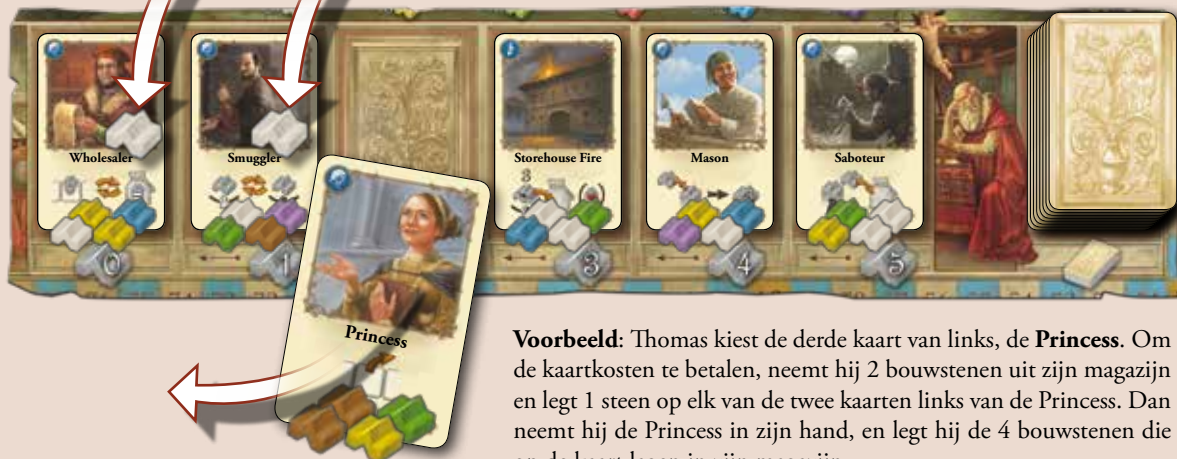 Wholesaler
Smuggler
Storehouse Fire
Mason
Saboteur
3
0
1
3
4
5
Princess
Voorbeeld: Thomas kiest de derde kaart van links, de Princess. Om
de kaartkosten te betalen, neemt hij 2 bouwstenen uit zijn magazijn
en legt 1 steen op elk van de twee kaarten links van de Princess. Dan
neemt hij de Princess in zijn hand, en legt hij de 4 bouwstenen die